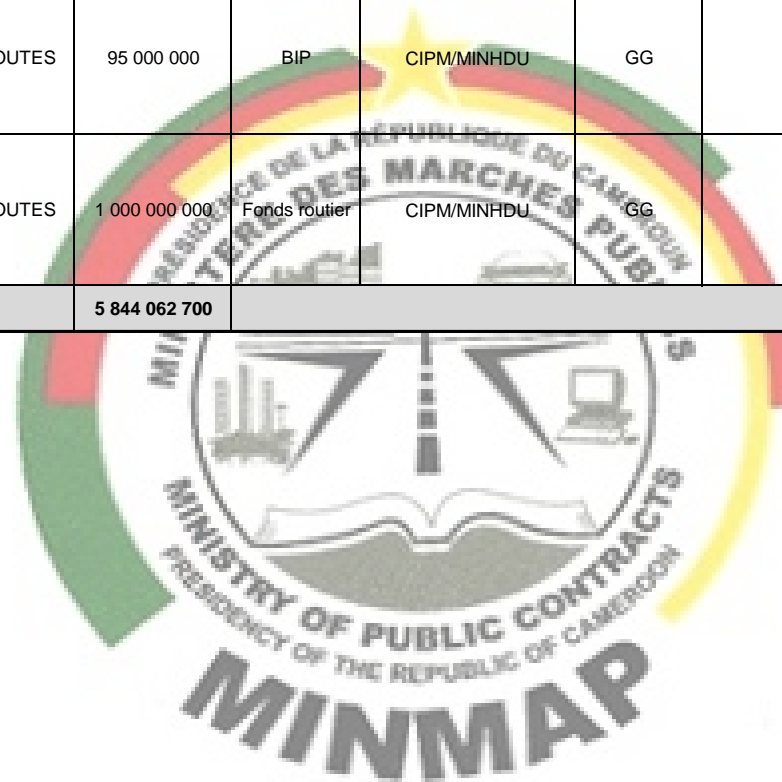 OUTES 95 000 000 BIP CIPM/MINHDU GG
OUTES 1 000 000 000 Fonds routier CIPM/MINHDU GG
5 844 062 700
PRÉSIDENCE DE LA RÉPUBLIQUE DU CAMEROUN
MINISTERE DES MARCHES PUBLICS
MINISTRY OF PUBLIC CONTRACTS
PRESIDENCY OF THE REPUBLIC OF CAMEROON
MINMAP